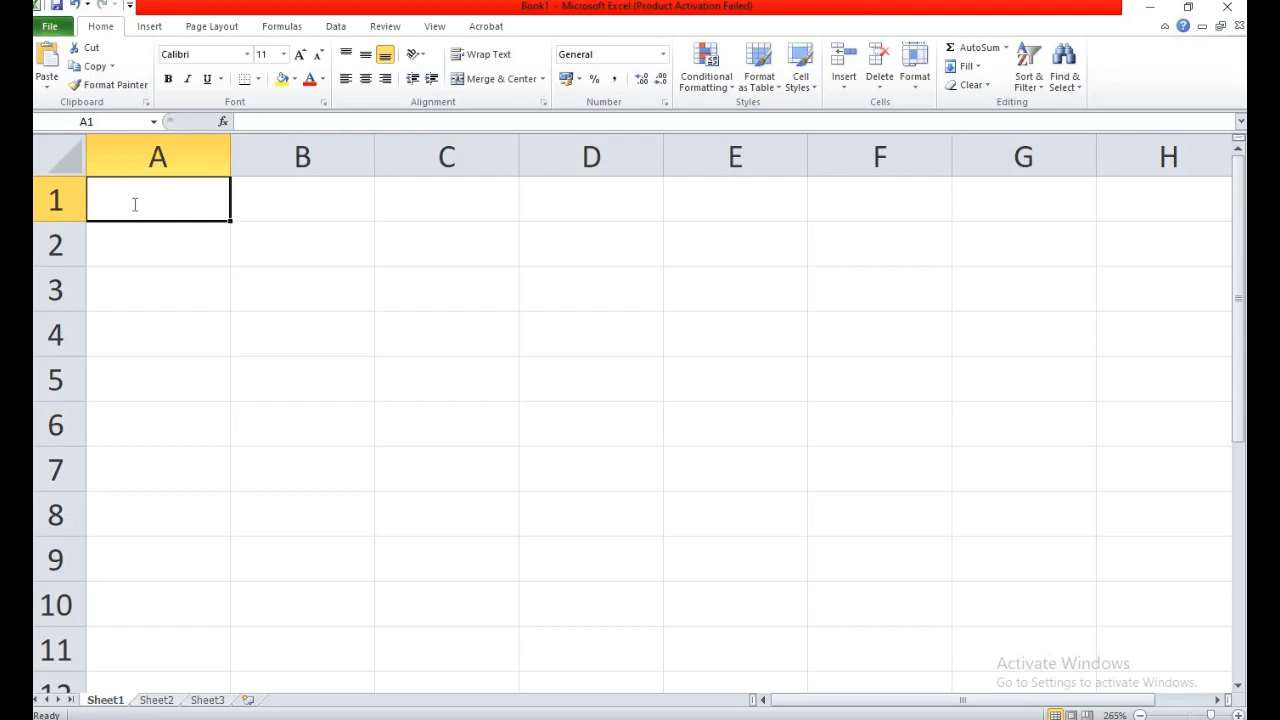 Book1 - Microsoft Excel (Product Activation Failed)
File Home Insert Page Layout Formulas Data Review View Acrobat
Paste
Cut
Copy
Format Painter
Clipboard
Calibri 11
B I U
Font
Wrap Text
Merge & Center
Alignment
General
Number
Conditional Formatting
Format as Table
Cell Styles
Styles
Insert
Delete
Format
Cells
Σ AutoSum
Fill
Clear
Sort & Filter
Find & Select
Editing
A1 fx
A B C D E F G H
1
2
3
4
5
6
7
8
9
10
11
12
Activate Windows
Go to Settings to activate Windows.
Sheet1 Sheet2 Sheet3
Ready 265%